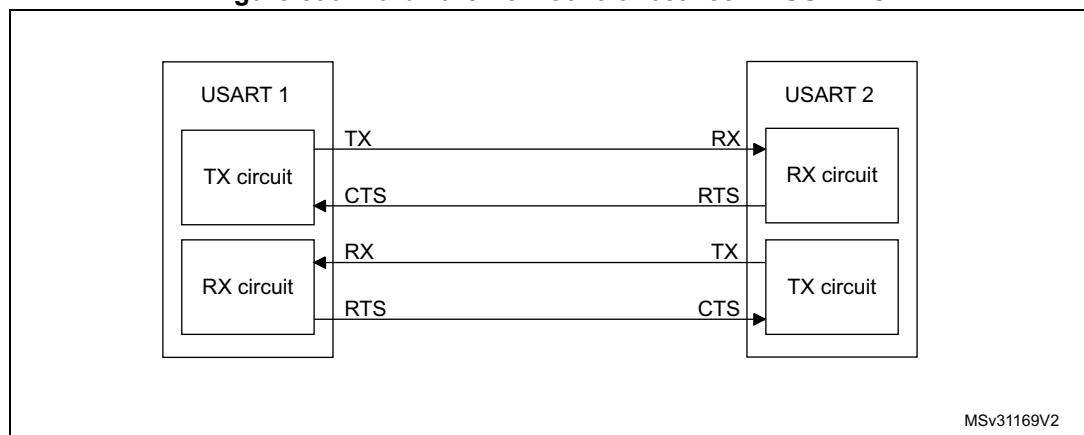 USART 1
USART 2
TX
RX
TX circuit
RX circuit
CTS
RTS
RX
TX
RX circuit
TX circuit
RTS
CTS
MSv31169V2